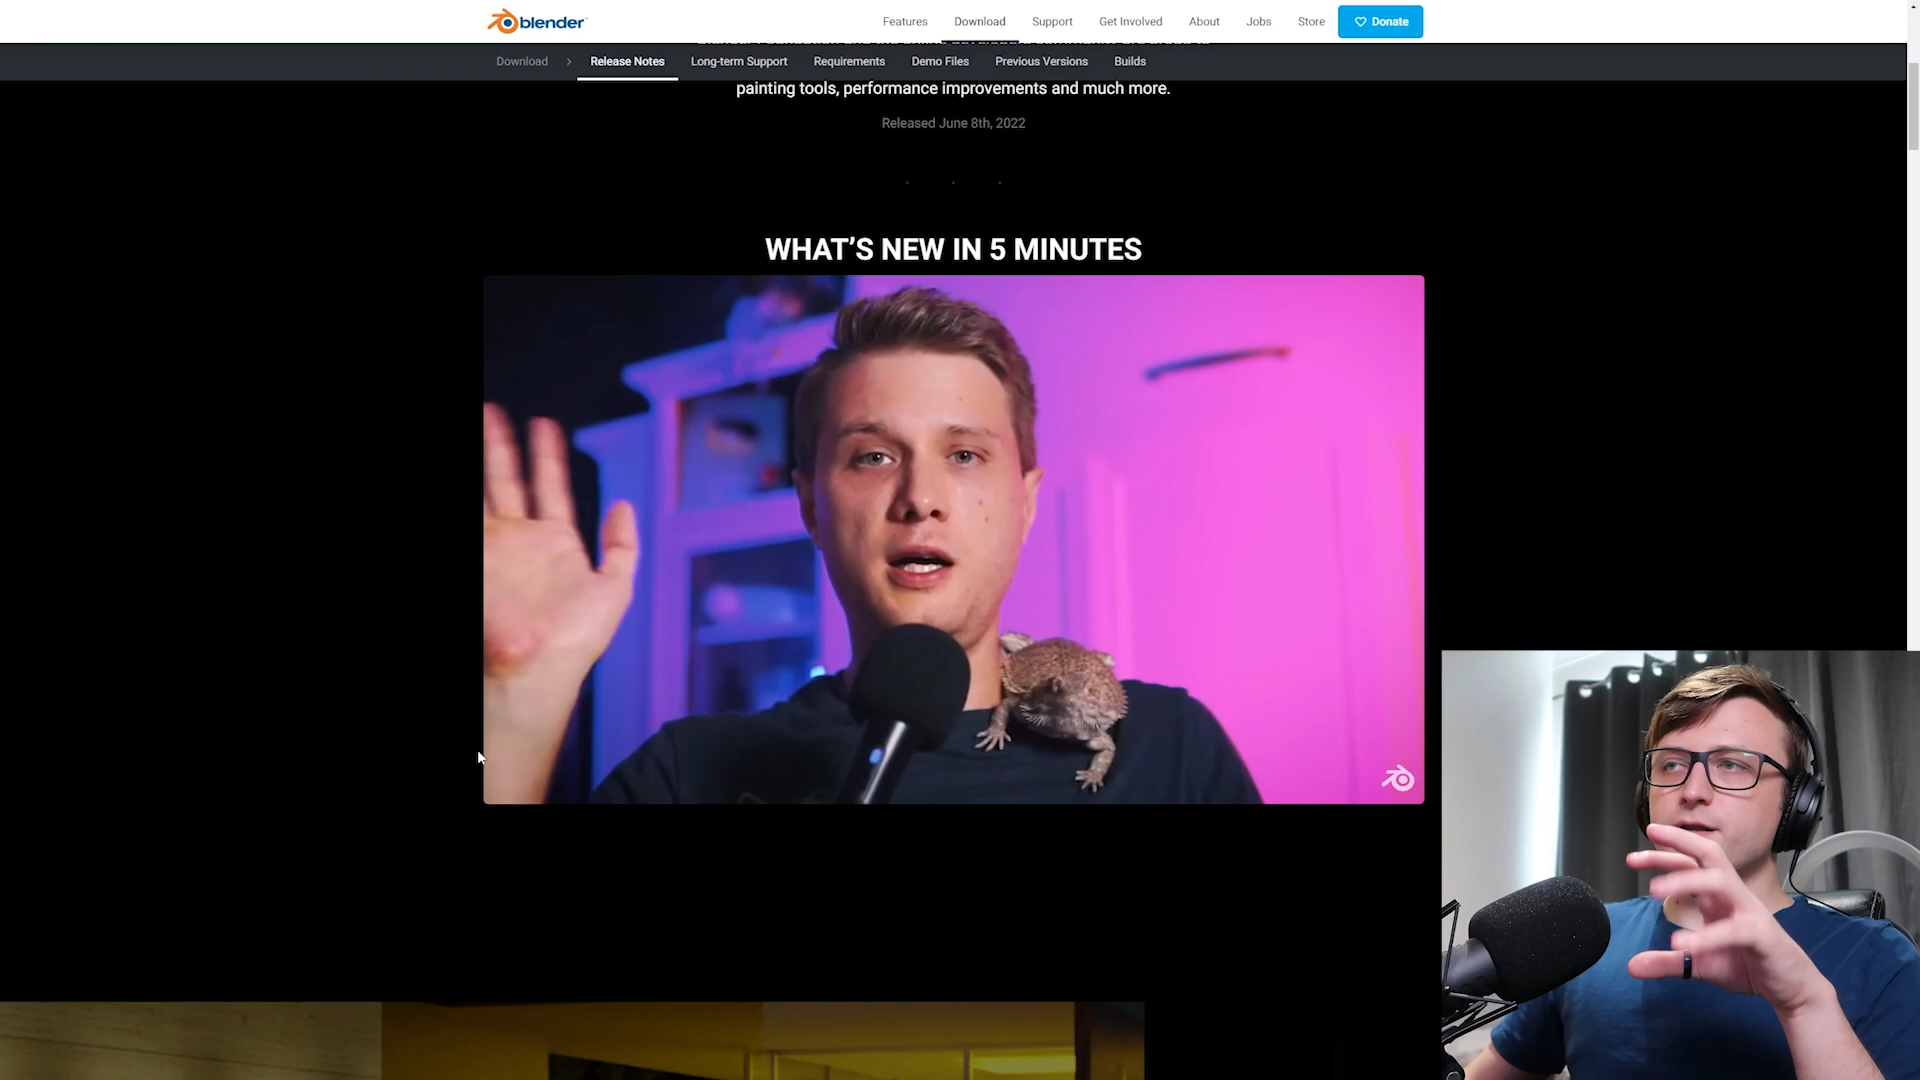 blender
Features
Download
Support
Get Involved
About
Jobs
Store
Donate
Download
Release Notes
Long-term Support
Requirements
Demo Files
Previous Versions
Builds
painting tools, performance improvements and much more.
Released June 8th, 2022
WHAT'S NEW IN 5 MINUTES